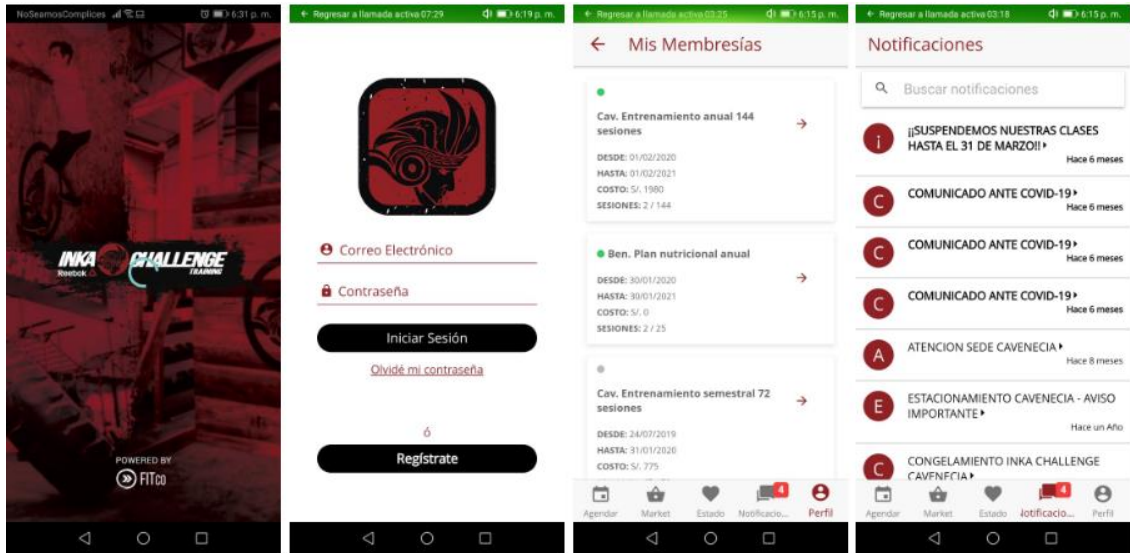 NoSeamosComplices
6:31 p. m.
INKA CHALLENGE
Reebok
TRAINING
POWERED BY
FITco
Regresar a llamada activa 07:29
6:19 p. m.
Correo Electrónico
Contraseña
Iniciar Sesión
Olvidé mi contraseña
ó
Regístrate
Regresar a llamada activa 03:25
6:15 p. m.
Mis Membresías
Cav. Entrenamiento anual 144
sesiones
DESDE: 01/02/2020
HASTA: 01/02/2021
COSTO: S/. 1980
SESIONES: 2 / 144
Ben. Plan nutricional anual
DESDE: 30/01/2020
HASTA: 30/01/2021
COSTO: S/. 0
SESIONES: 2 / 25
Cav. Entrenamiento semestral 72
sesiones
DESDE: 24/07/2019
HASTA: 31/01/2020
COSTO: S/. 775
4
Agendar Market Estado Notificacio... Perfil
Regresar a llamada activa 03:18
6:15 p. m.
Notificaciones
Buscar notificaciones
¡
¡¡SUSPENDEMOS NUESTRAS CLASES
HASTA EL 31 DE MARZO!!
Hace 6 meses
C
COMUNICADO ANTE COVID-19
Hace 6 meses
C
COMUNICADO ANTE COVID-19
Hace 6 meses
C
COMUNICADO ANTE COVID-19
Hace 6 meses
A
ATENCION SEDE CAVENECIA
Hace 8 meses
E
ESTACIONAMIENTO CAVENECIA - AVISO
IMPORTANTE
Hace un Año
C
CONGELAMIENTO INKA CHALLENGE
CAVENECIA
4
Agendar Market Estado Notificacio... Perfil